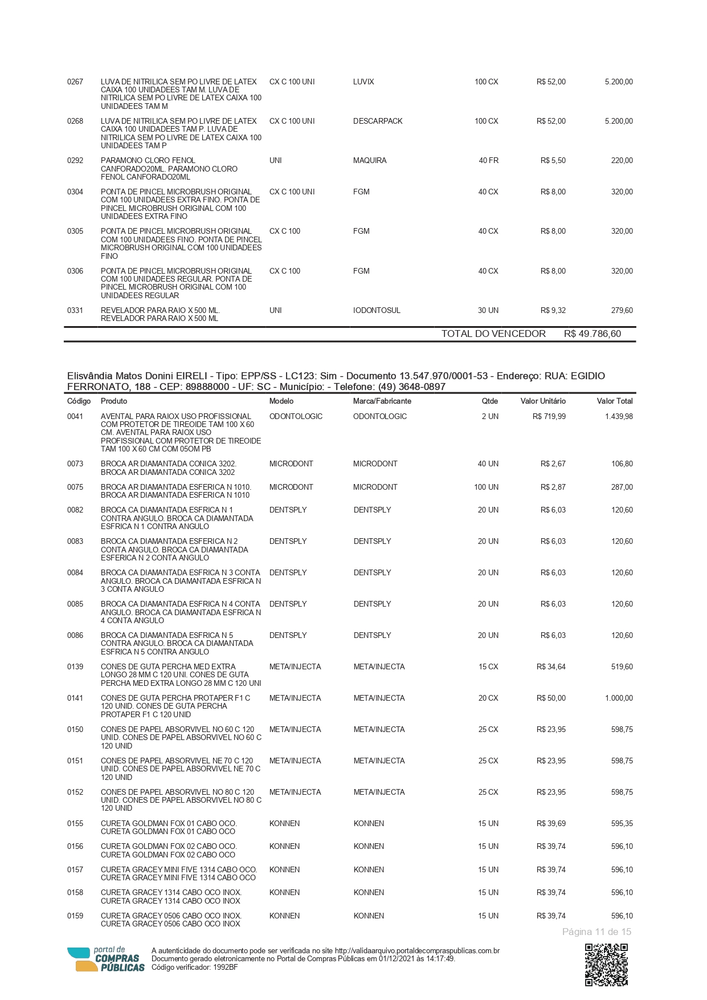 0267 LUVA DE NITRILICA SEM PO LIVRE DE LATEX CX C 100 UNI LUVIX 100 CX R$ 52,00 5.200,00
CAIXA 100 UNIDADEES TAM M. LUVA DE
NITRILICA SEM PO LIVRE DE LATEX CAIXA 100
UNIDADEES TAM M
0268 LUVA DE NITRILICA SEM PO LIVRE DE LATEX CX C 100 UNI DESCARPACK 100 CX R$ 52,00 5.200,00
CAIXA 100 UNIDADEES TAM P. LUVA DE
NITRILICA SEM PO LIVRE DE LATEX CAIXA 100
UNIDADEES TAM P
0292 PARAMONO CLORO FENOL UNI MAQUIRA 40 FR R$ 5,50 220,00
CANFORADO20ML. PARAMONO CLORO
FENOL CANFORADO20ML
0304 PONTA DE PINCEL MICROBRUSH ORIGINAL CX C 100 UNI FGM 40 CX R$ 8,00 320,00
COM 100 UNIDADEES EXTRA FINO. PONTA DE
PINCEL MICROBRUSH ORIGINAL COM 100
UNIDADEES EXTRA FINO
0305 PONTA DE PINCEL MICROBRUSH ORIGINAL CX C 100 FGM 40 CX R$ 8,00 320,00
COM 100 UNIDADEES FINO. PONTA DE PINCEL
MICROBRUSH ORIGINAL COM 100 UNIDADEES
FINO
0306 PONTA DE PINCEL MICROBRUSH ORIGINAL CX C 100 FGM 40 CX R$ 8,00 320,00
COM 100 UNIDADEES REGULAR. PONTA DE
PINCEL MICROBRUSH ORIGINAL COM 100
UNIDADEES REGULAR
0331 REVELADOR PARA RAIO X 500 ML. UNI IODONTOSUL 30 UN R$ 9,32 279,60
REVELADOR PARA RAIO X 500 ML
TOTAL DO VENCEDOR R$ 49.786,60
Elisvândia Matos Donini EIRELI - Tipo: EPP/SS - LC123: Sim - Documento 13.547.970/0001-53 - Endereço: RUA: EGIDIO
FERRONATO, 188 - CEP: 89888000 - UF: SC - Município: - Telefone: (49) 3648-0897
Código Produto Modelo Marca/Fabricante Qtde Valor Unitário Valor Total
0041 AVENTAL PARA RAIOX USO PROFISSIONAL ODONTOLOGIC ODONTOLOGIC 2 UN R$ 719,99 1.439,98
COM PROTETOR DE TIREOIDE TAM 100 X 60
CM. AVENTAL PARA RAIOX USO
PROFISSIONAL COM PROTETOR DE TIREOIDE
TAM 100 X 60 CM COM 05OM PB
0073 BROCA AR DIAMANTADA CONICA 3202. MICRODONT MICRODONT 40 UN R$ 2,67 106,80
BROCA AR DIAMANTADA CONICA 3202
0075 BROCA AR DIAMANTADA ESFERICA N 1010. MICRODONT MICRODONT 100 UN R$ 2,87 287,00
BROCA AR DIAMANTADA ESFERICA N 1010
0082 BROCA CA DIAMANTADA ESFRICA N 1 DENTSPLY DENTSPLY 20 UN R$ 6,03 120,60
CONTRA ANGULO. BROCA CA DIAMANTADA
ESFRICA N 1 CONTRA ANGULO
0083 BROCA CA DIAMANTADA ESFERICA N 2 DENTSPLY DENTSPLY 20 UN R$ 6,03 120,60
CONTA ANGULO. BROCA CA DIAMANTADA
ESFERICA N 2 CONTA ANGULO
0084 BROCA CA DIAMANTADA ESFRICA N 3 CONTA DENTSPLY DENTSPLY 20 UN R$ 6,03 120,60
ANGULO. BROCA CA DIAMANTADA ESFRICA N
3 CONTA ANGULO
0085 BROCA CA DIAMANTADA ESFRICA N 4 CONTA DENTSPLY DENTSPLY 20 UN R$ 6,03 120,60
ANGULO. BROCA CA DIAMANTADA ESFRICA N
4 CONTA ANGULO
0086 BROCA CA DIAMANTADA ESFRICA N 5 DENTSPLY DENTSPLY 20 UN R$ 6,03 120,60
CONTRA ANGULO. BROCA CA DIAMANTADA
ESFRICA N 5 CONTRA ANGULO
0139 CONES DE GUTA PERCHA MED EXTRA META/INJECTA META/INJECTA 15 CX R$ 34,64 519,60
LONGO 28 MM C 120 UNI. CONES DE GUTA
PERCHA MED EXTRA LONGO 28 MM C 120 UNI
0141 CONES DE GUTA PERCHA PROTAPER F1 C META/INJECTA META/INJECTA 20 CX R$ 50,00 1.000,00
120 UNID. CONES DE GUTA PERCHA
PROTAPER F1 C 120 UNID
0150 CONES DE PAPEL ABSORVIVEL NO 60 C 120 META/INJECTA META/INJECTA 25 CX R$ 23,95 598,75
UNID. CONES DE PAPEL ABSORVIVEL NO 60 C
120 UNID
0151 CONES DE PAPEL ABSORVIVEL NE 70 C 120 META/INJECTA META/INJECTA 25 CX R$ 23,95 598,75
UNID. CONES DE PAPEL ABSORVIVEL NE 70 C
120 UNID
0152 CONES DE PAPEL ABSORVIVEL NO 80 C 120 META/INJECTA META/INJECTA 25 CX R$ 23,95 598,75
UNID. CONES DE PAPEL ABSORVIVEL NO 80 C
120 UNID
0155 CURETA GOLDMAN FOX 01 CABO OCO. KONNEN KONNEN 15 UN R$ 39,69 595,35
CURETA GOLDMAN FOX 01 CABO OCO
0156 CURETA GOLDMAN FOX 02 CABO OCO. KONNEN KONNEN 15 UN R$ 39,74 596,10
CURETA GOLDMAN FOX 02 CABO OCO
0157 CURETA GRACEY MINI FIVE 1314 CABO OCO. KONNEN KONNEN 15 UN R$ 39,74 596,10
CURETA GRACEY MINI FIVE 1314 CABO OCO
0158 CURETA GRACEY 1314 CABO OCO INOX. KONNEN KONNEN 15 UN R$ 39,74 596,10
CURETA GRACEY 1314 CABO OCO INOX
0159 CURETA GRACEY 0506 CABO OCO INOX. KONNEN KONNEN 15 UN R$ 39,74 596,10
CURETA GRACEY 0506 CABO OCO INOX
Página 11 de 15
portal de
COMPRAS
PÚBLICAS
A autenticidade do documento pode ser verificada no site http://validaarquivo.portaldecompraspublicas.com.br
Documento gerado eletronicamente no Portal de Compras Públicas em 01/12/2021 às 14:17:49.
Código verificador: 1992BF